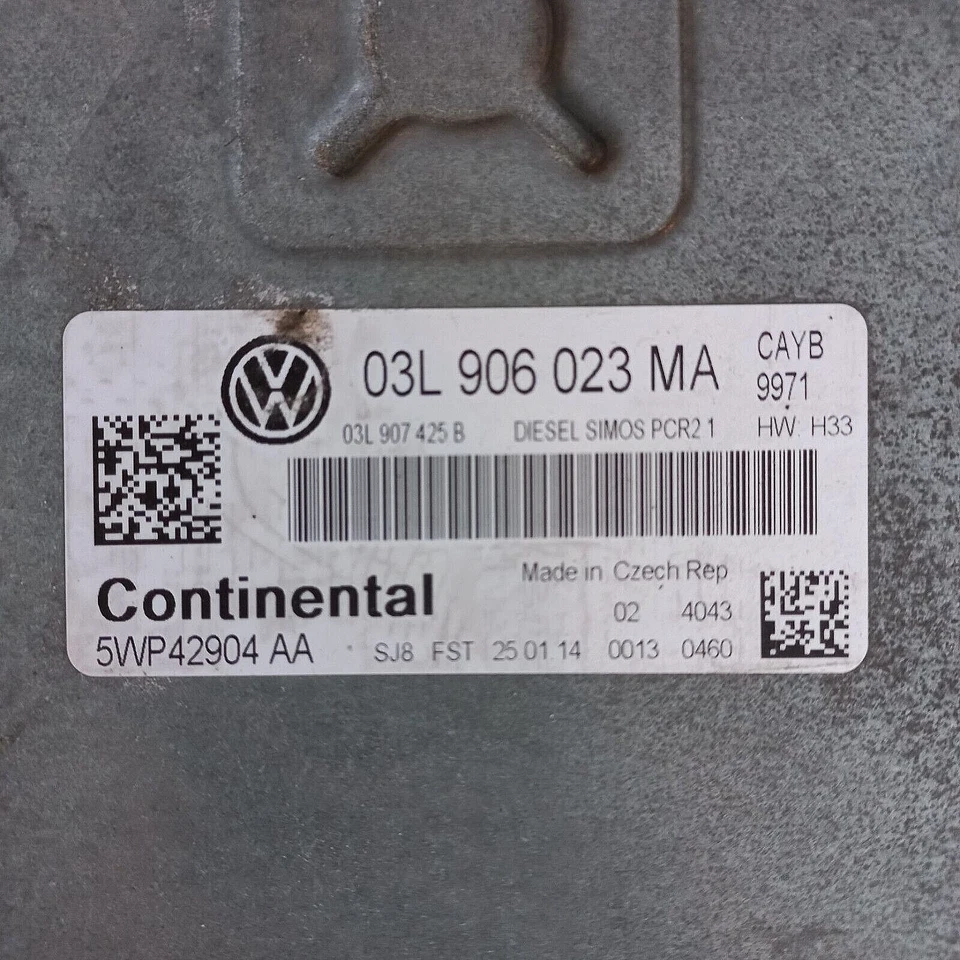 03L 906 023 MA
CAYB
9971
03L 907 425 B DIESEL SIMOS PCR2 1 HW: H33
Made in Czech Rep
Continental
02 4043
5WP42904 AA SJ8 FST 25 01 14 0013 0460